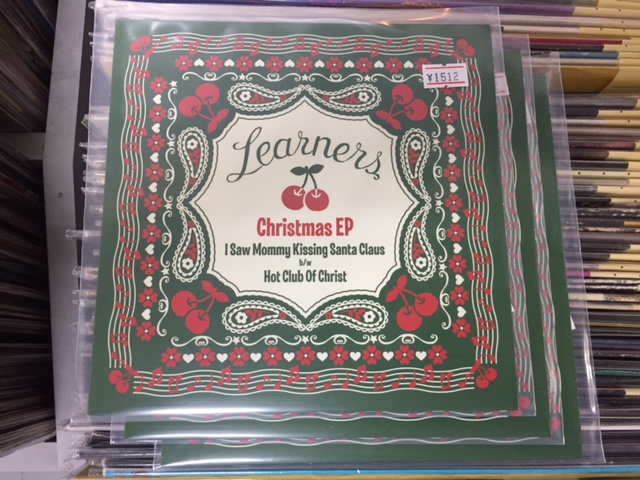 ¥1512
Learners
Christmas EP
I Saw Mommy Kissing Santa Claus
b/w
Hot Club Of Christ